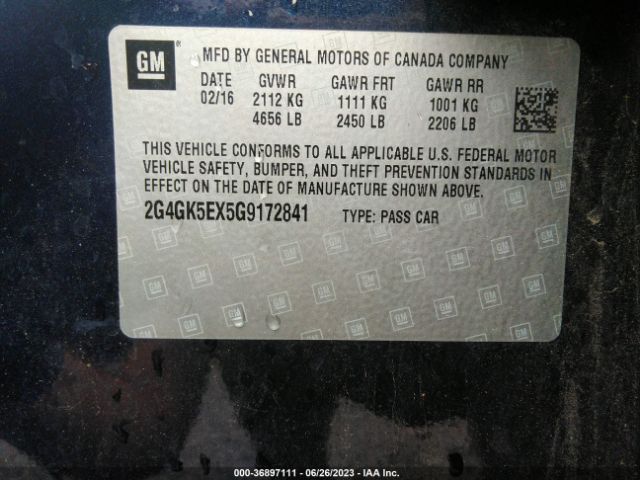 GM
MFD BY GENERAL MOTORS OF CANADA COMPANY
DATE GVWR GAWR FRT GAWR RR
02/16 2112 KG 1111 KG 1001 KG
4656 LB 2450 LB 2206 LB
THIS VEHICLE CONFORMS TO ALL APPLICABLE U.S. FEDERAL MOTOR
VEHICLE SAFETY, BUMPER, AND THEFT PREVENTION STANDARDS IN
EFFECT ON THE DATE OF MANUFACTURE SHOWN ABOVE.
2G4GK5EX5G9172841 TYPE: PASS CAR
000-36897111 - 06/26/2023 - IAA Inc.